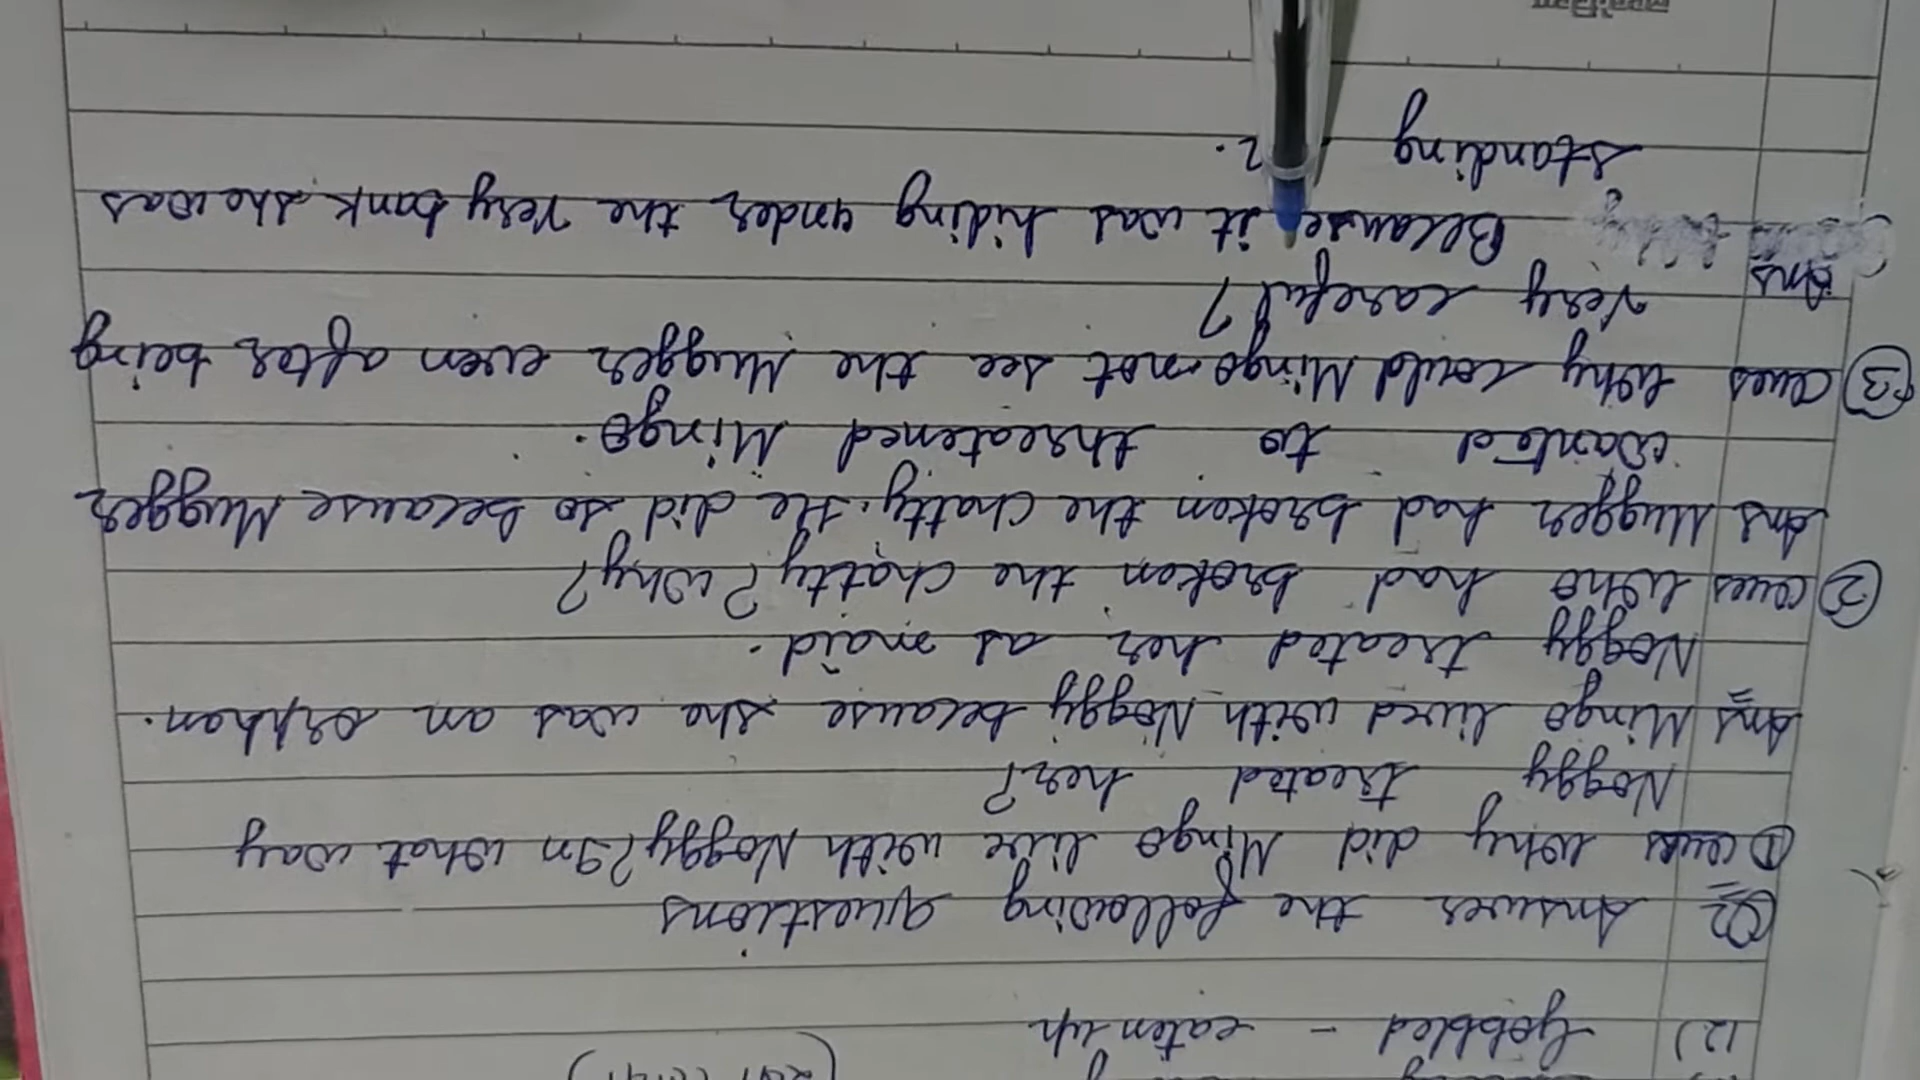 12) Gobbled - eaten up
Q2 Answer the following questions
① Ques Why did Mingo live with Noggy? In what way
Noggy treated her?
Ans Mingo lived with Noggy because she was an orphan.
Noggy treated her as maid.
② Ques Who had broken the chatty? Why?
Ans Mugger had broken the chatty. He did so because Mugger
wanted to threatened Mingo.
③ Ques Why could Mingo not see the Mugger even after being
very careful?
Ans Because it was hiding under the very bank she was
standing